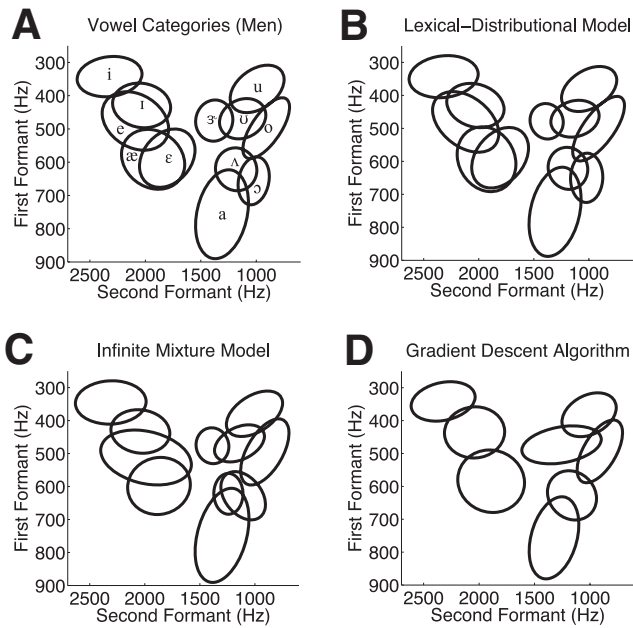 A
Vowel Categories (Men)
First Formant (Hz)
300
400
500
600
700
800
900
i
ɪ
e
æ
ɛ
u
ɝ
ʊ
o
ʌ
ɔ
a
2500 2000 1500 1000
Second Formant (Hz)
B
Lexical−Distributional Model
First Formant (Hz)
300
400
500
600
700
800
900
2500 2000 1500 1000
Second Formant (Hz)
C
Infinite Mixture Model
First Formant (Hz)
300
400
500
600
700
800
900
2500 2000 1500 1000
Second Formant (Hz)
D
Gradient Descent Algorithm
First Formant (Hz)
300
400
500
600
700
800
900
2500 2000 1500 1000
Second Formant (Hz)